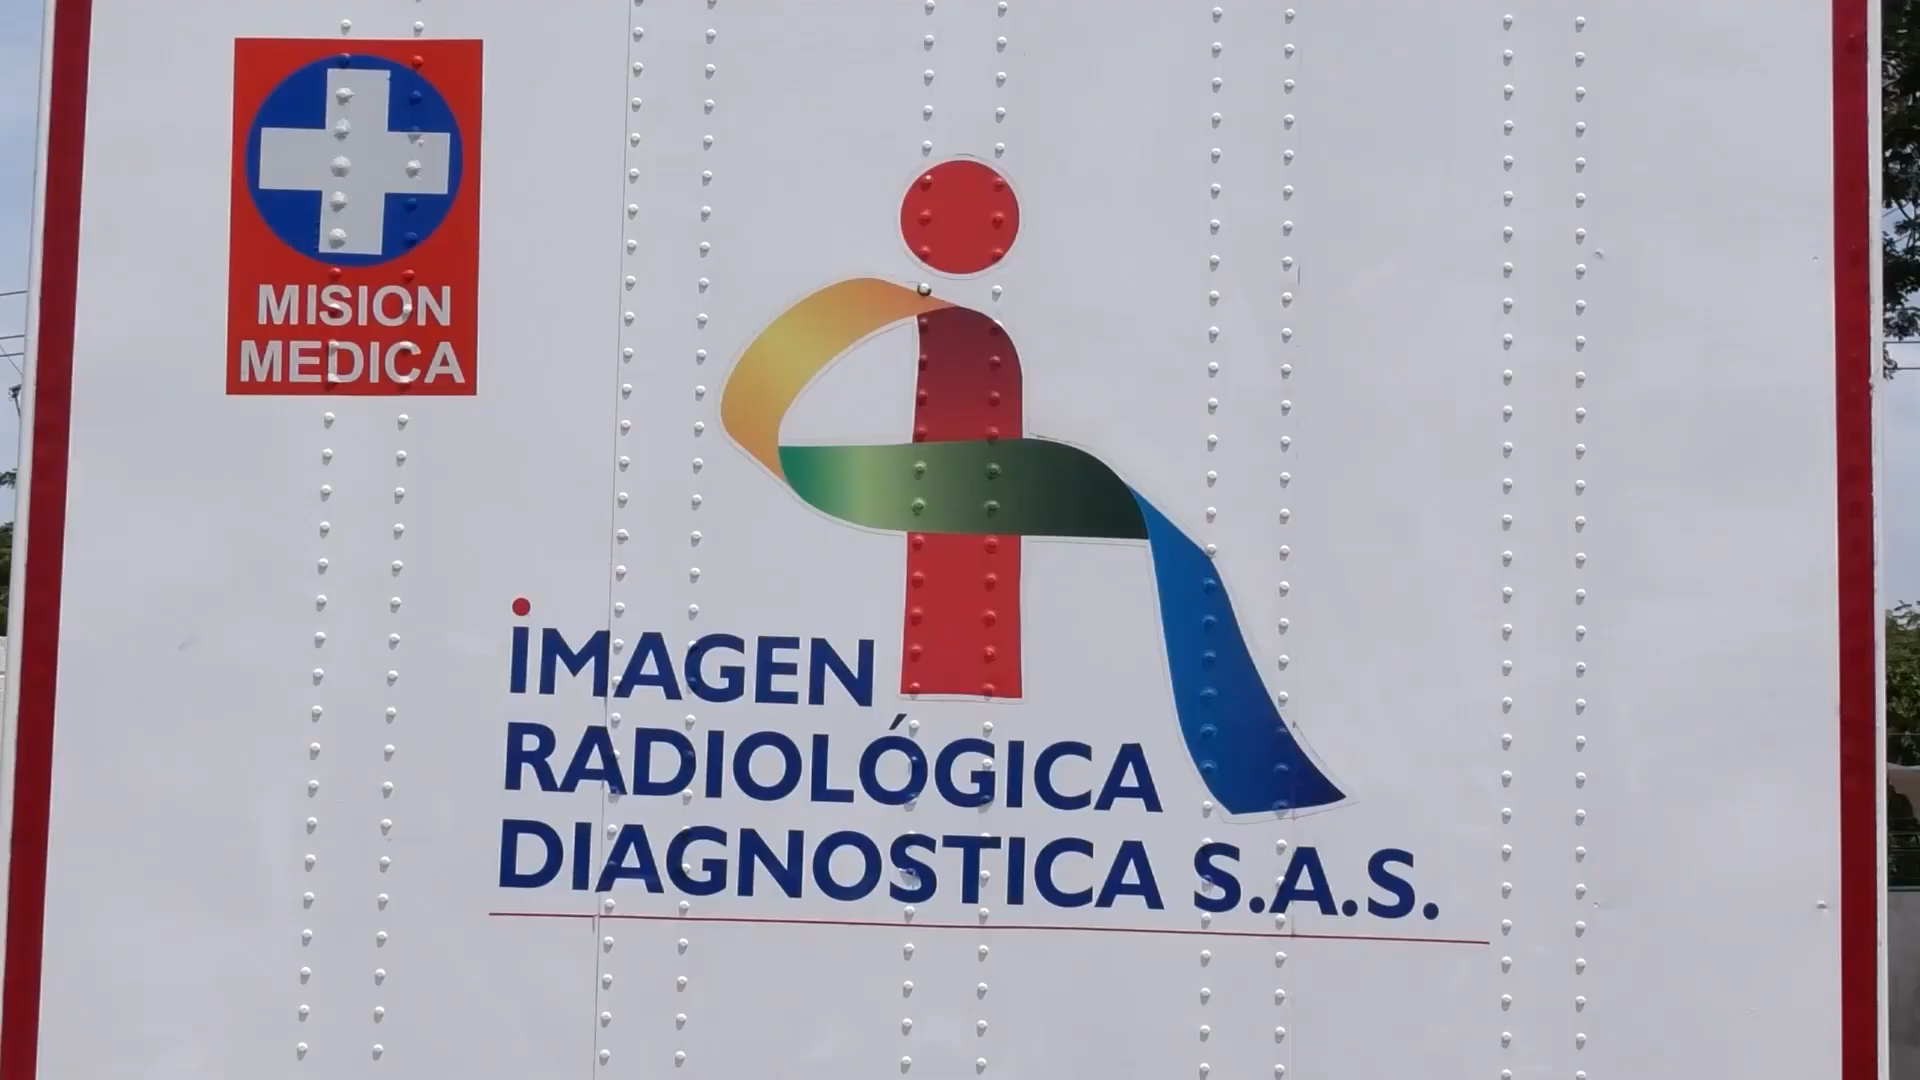 MISION
MEDICA
iMAGEN
RADIOLÓGICA
DIAGNOSTICA S.A.S.